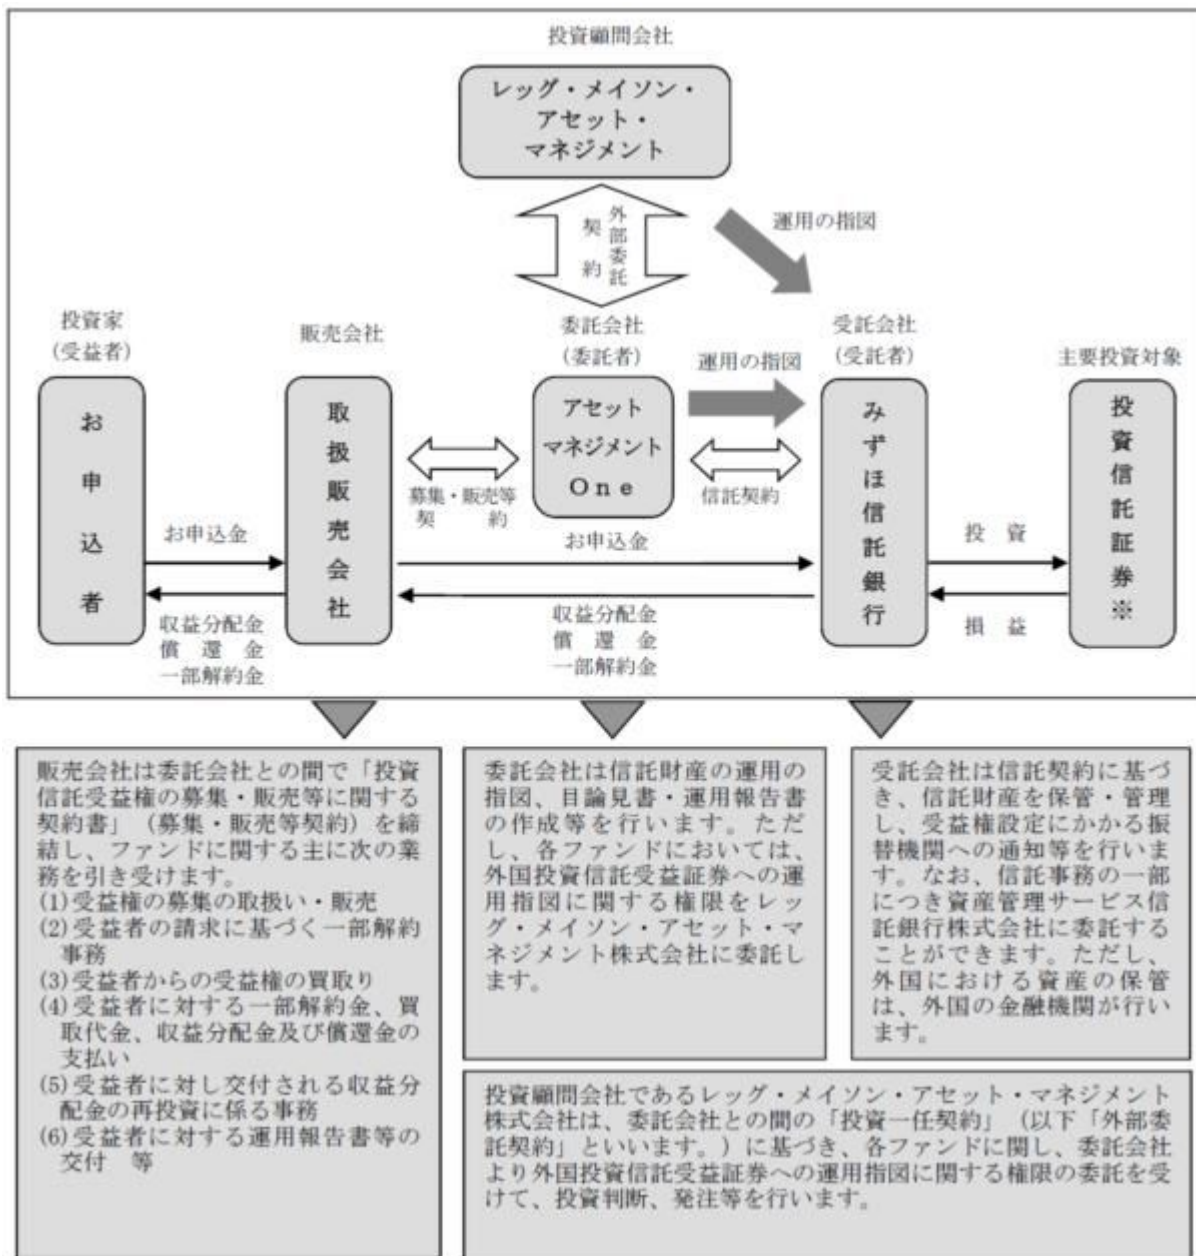 投資顧問会社
レッグ・メイソン・
アセット・
マネジメント
外部委託
契約
運用の指図
投資家
(受益者)
販売会社
委託会社
(委託者)
受託会社
(受託者)
主要投資対象
運用の指図
お申込者
取扱販売会社
アセット
マネジメント
One
みずほ信託銀行
投資信託証券※
募集・販売等
契 約
信託契約
お申込金
お申込金
投 資
収益分配金
償 還 金
一部解約金
収益分配金
償 還 金
一部解約金
損 益
販売会社は委託会社との間で「投資
信託受益権の募集・販売等に関する
契約書」(募集・販売等契約)を締
結し、ファンドに関する主に次の業
務を引き受けます。
(1)受益権の募集の取扱い・販売
(2)受益者の請求に基づく一部解約
事務
(3)受益者からの受益権の買取り
(4)受益者に対する一部解約金、買
取代金、収益分配金及び償還金の
支払い
(5)受益者に対し交付される収益分
配金の再投資に係る事務
(6)受益者に対する運用報告書等の
交付 等
委託会社は信託財産の運用の
指図、目論見書・運用報告書
の作成等を行います。ただ
し、各ファンドにおいては、
外国投資信託受益証券への運
用指図に関する権限をレッ
グ・メイソン・アセット・マ
ネジメント株式会社に委託し
ます。
受託会社は信託契約に基づ
き、信託財産を保管・管理
し、受益権設定にかかる振
替機関への通知等を行いま
す。なお、信託事務の一部
につき資産管理サービス信
託銀行株式会社に委託する
ことができます。ただし、
外国における資産の保管
は、外国の金融機関が行い
ます。
投資顧問会社であるレッグ・メイソン・アセット・マネジメント
株式会社は、委託会社との間の「投資一任契約」(以下「外部委
託契約」といいます。)に基づき、各ファンドに関し、委託会社
より外国投資信託受益証券への運用指図に関する権限の委託を受
けて、投資判断、発注等を行います。